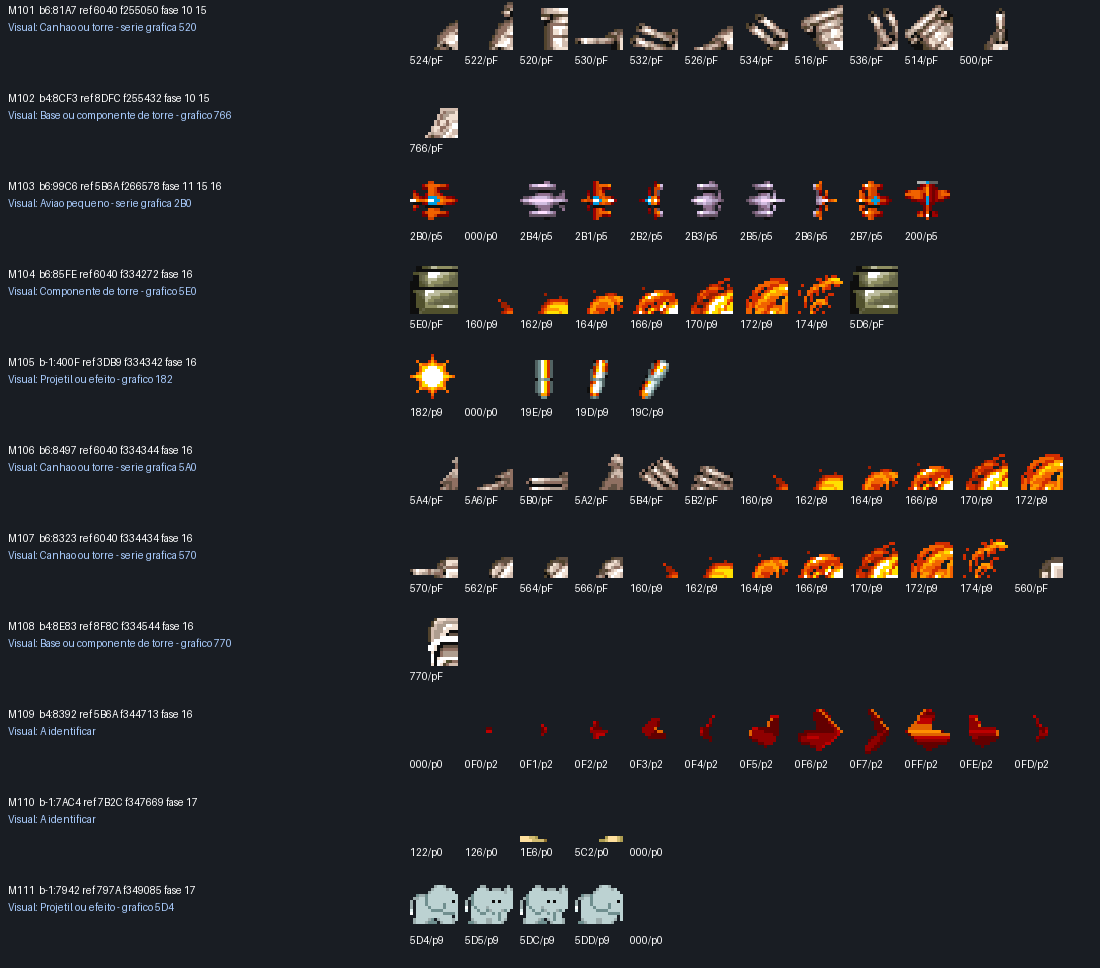 M101 b6:81A7 ref 6040 f255050 fase 10 15
Visual: Canhao ou torre - serie grafica 520
524/pF 522/pF 520/pF 530/pF 532/pF 526/pF 534/pF 516/pF 536/pF 514/pF 500/pF
M102 b4:8CF3 ref 8DFC f255432 fase 10 15
Visual: Base ou componente de torre - grafico 766
766/pF
M103 b6:99C6 ref 5B6A f266578 fase 11 15 16
Visual: Aviao pequeno - serie grafica 2B0
2B0/p5 000/p0 2B4/p5 2B1/p5 2B2/p5 2B3/p5 2B5/p5 2B6/p5 2B7/p5 200/p5
M104 b6:85FE ref 6040 f334272 fase 16
Visual: Componente de torre - grafico 5E0
5E0/pF 160/p9 162/p9 164/p9 166/p9 170/p9 172/p9 174/p9 5D6/pF
M105 b-1:400F ref 3DB9 f334342 fase 16
Visual: Projetil ou efeito - grafico 182
182/p9 000/p0 19E/p9 19D/p9 19C/p9
M106 b6:8497 ref 6040 f334344 fase 16
Visual: Canhao ou torre - serie grafica 5A0
5A4/pF 5A6/pF 5B0/pF 5A2/pF 5B4/pF 5B2/pF 160/p9 162/p9 164/p9 166/p9 170/p9 172/p9
M107 b6:8323 ref 6040 f334434 fase 16
Visual: Canhao ou torre - serie grafica 570
570/pF 562/pF 564/pF 566/pF 160/p9 162/p9 164/p9 166/p9 170/p9 172/p9 174/p9 560/pF
M108 b4:8E83 ref 8F8C f334544 fase 16
Visual: Base ou componente de torre - grafico 770
770/pF
M109 b4:8392 ref 5B6A f344713 fase 16
Visual: A identificar
000/p0 0F0/p2 0F1/p2 0F2/p2 0F3/p2 0F4/p2 0F5/p2 0F6/p2 0F7/p2 0FF/p2 0FE/p2 0FD/p2
M110 b-1:7AC4 ref 7B2C f347669 fase 17
Visual: A identificar
122/p0 126/p0 1E6/p0 5C2/p0 000/p0
M111 b-1:7942 ref 797A f349085 fase 17
Visual: Projetil ou efeito - grafico 5D4
5D4/p9 5D5/p9 5DC/p9 5DD/p9 000/p0